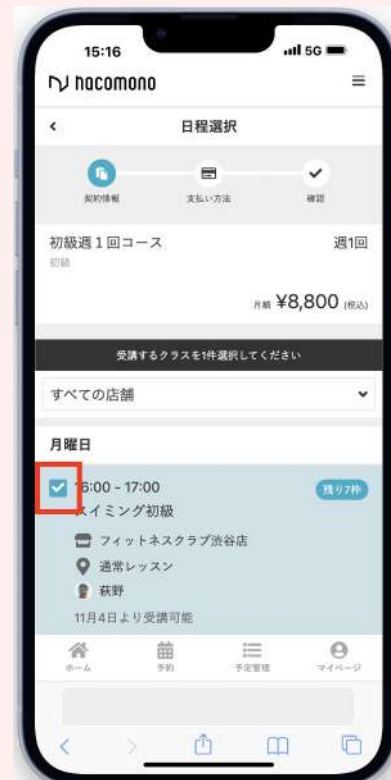 15:16
5G
hacomono
日程選択
契約情報
支払い方法
確認
初級週1回コース
週1回
初級
月額 ¥8,800 (税込)
受講するクラスを1件選択してください
すべての店舗
月曜日
16:00 - 17:00
残り7枠
スイミング初級
フィットネスクラブ渋谷店
通常レッスン
萩野
11月4日より受講可能
ホーム
予約
予定管理
マイページ